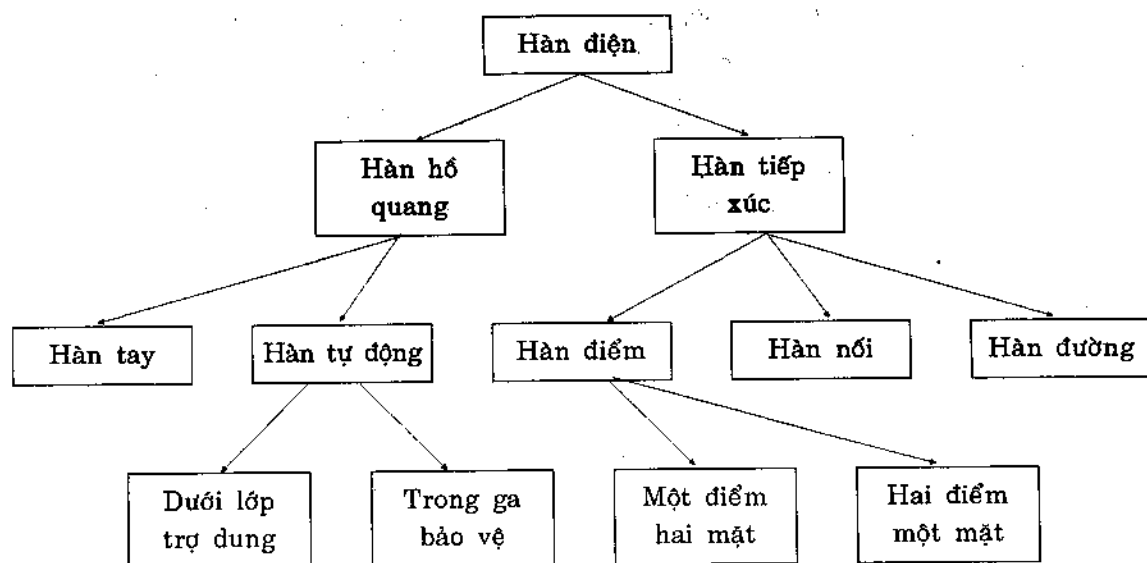 Hàn điện
Hàn hồ
quang
Hàn tiếp
xúc
Hàn tay
Hàn tự động
Hàn điểm
Hàn nối
Hàn đường
Dưới lớp
trợ dung
Trong ga
bảo vệ
Một điểm
hai mặt
Hai điểm
một mặt